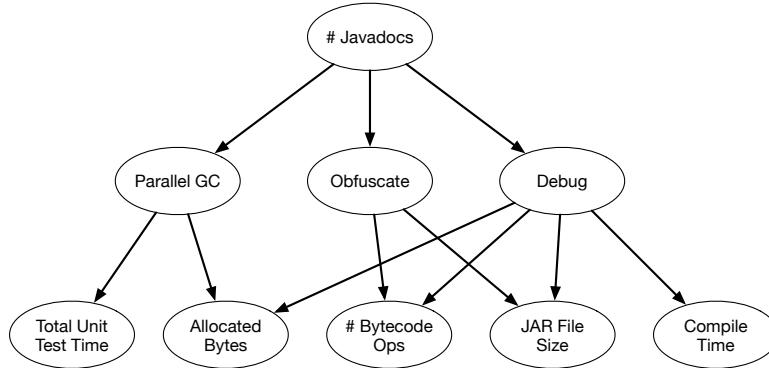 # Javadocs
Parallel GC
Obfuscate
Debug
Total Unit
Test Time
Allocated
Bytes
# Bytecode
Ops
JAR File
Size
Compile
Time